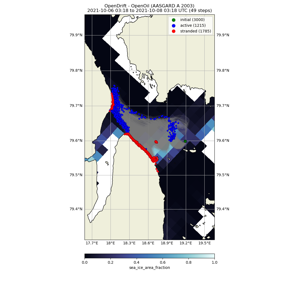 OpenDrift - OpenOil (AASGARD A 2003)
2021-10-06 03:18 to 2021-10-08 03:18 UTC (49 steps)
initial (3000)
active (1215)
stranded (1785)
79.9°N 79.9°N
79.8°N 79.8°N
79.7°N 79.7°N
79.6°N 79.6°N
79.5°N 79.5°N
79.4°N 79.4°N
17.7°E 18°E 18.3°E 18.6°E 18.9°E 19.2°E 19.5°E
0.0 0.2 0.4 0.6 0.8 1.0
sea_ice_area_fraction